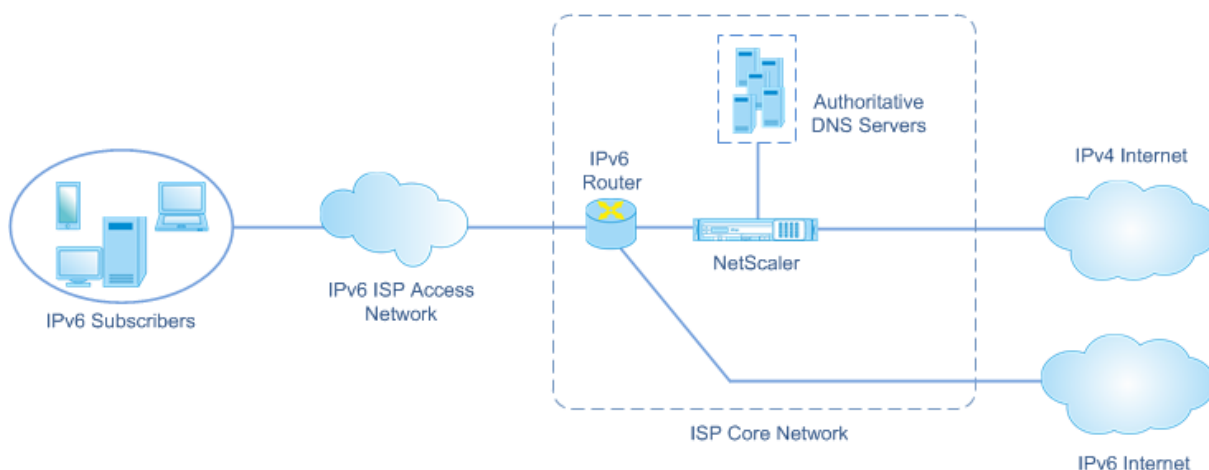 Authoritative
DNS Servers
IPv6
Router
IPv4 Internet
NetScaler
IPv6 ISP Access
Network
IPv6 Subscribers
ISP Core Network
IPv6 Internet